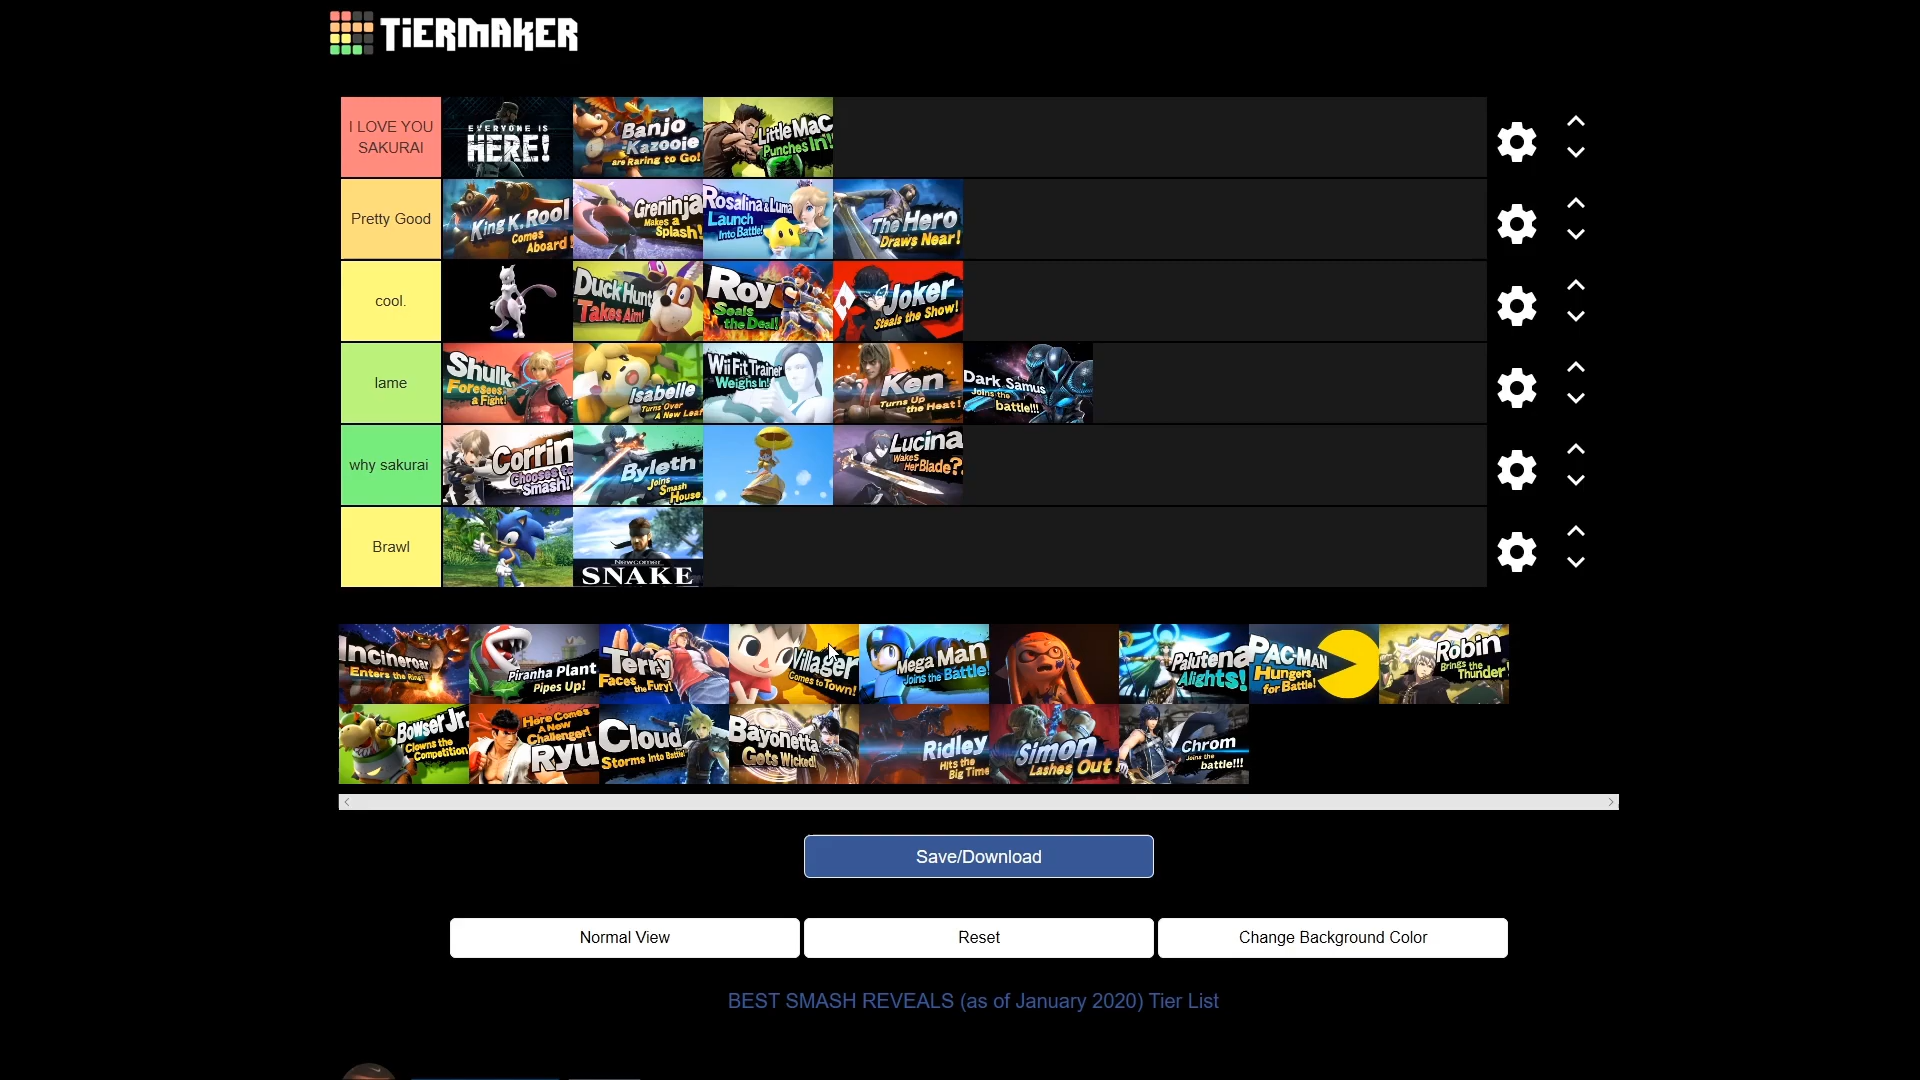 TiERMAKER
I LOVE YOU
SAKURAI
EVERYONE IS
HERE!
Banjo
Kazooie
are Raring to Go!
Little Mac
Punches In!
Pretty Good
King K. Rool
Comes
Aboard!
Greninja
Makes a
Splash!
Rosalina & Luma
Launch
Into Battle!
The Hero
Draws Near!
cool.
Duck Hunt
Takes Aim!
Roy
Seals
the Deal!
Joker
Steals the Show!
lame
Shulk
Foresees
a Fight!
Isabelle
Turns Over
A New Leaf
Wii Fit Trainer
Weighs In!
Ken
Turns Up
the Heat!
Dark Samus
Joins the
battle!!!
why sakurai
Corrin
Chooses to
Smash!
Byleth
Joins
Smash
House
Lucina
Wakes
Her Blade?
Brawl
Newcomer
SNAKE
Incineroar
Enters the Ring!
Piranha Plant
Pipes Up!
Terry
Faces
the Fury!
Villager
Comes to Town!
Mega Man
Joins the Battle!
Palutena
Alights!
PAC-MAN
Hungers
for Battle!
Robin
Brings the
Thunder!
Bowser Jr.
Clowns the
Competition
Here Comes
A New
Challenger!
RYU
Cloud
Storms Into Battle!
Bayonetta
Gets Wicked!
Ridley
Hits the
Big Time
Simon
Lashes Out!
Chrom
Joins the
battle!!!
Save/Download
Normal View
Reset
Change Background Color
BEST SMASH REVEALS (as of January 2020) Tier List